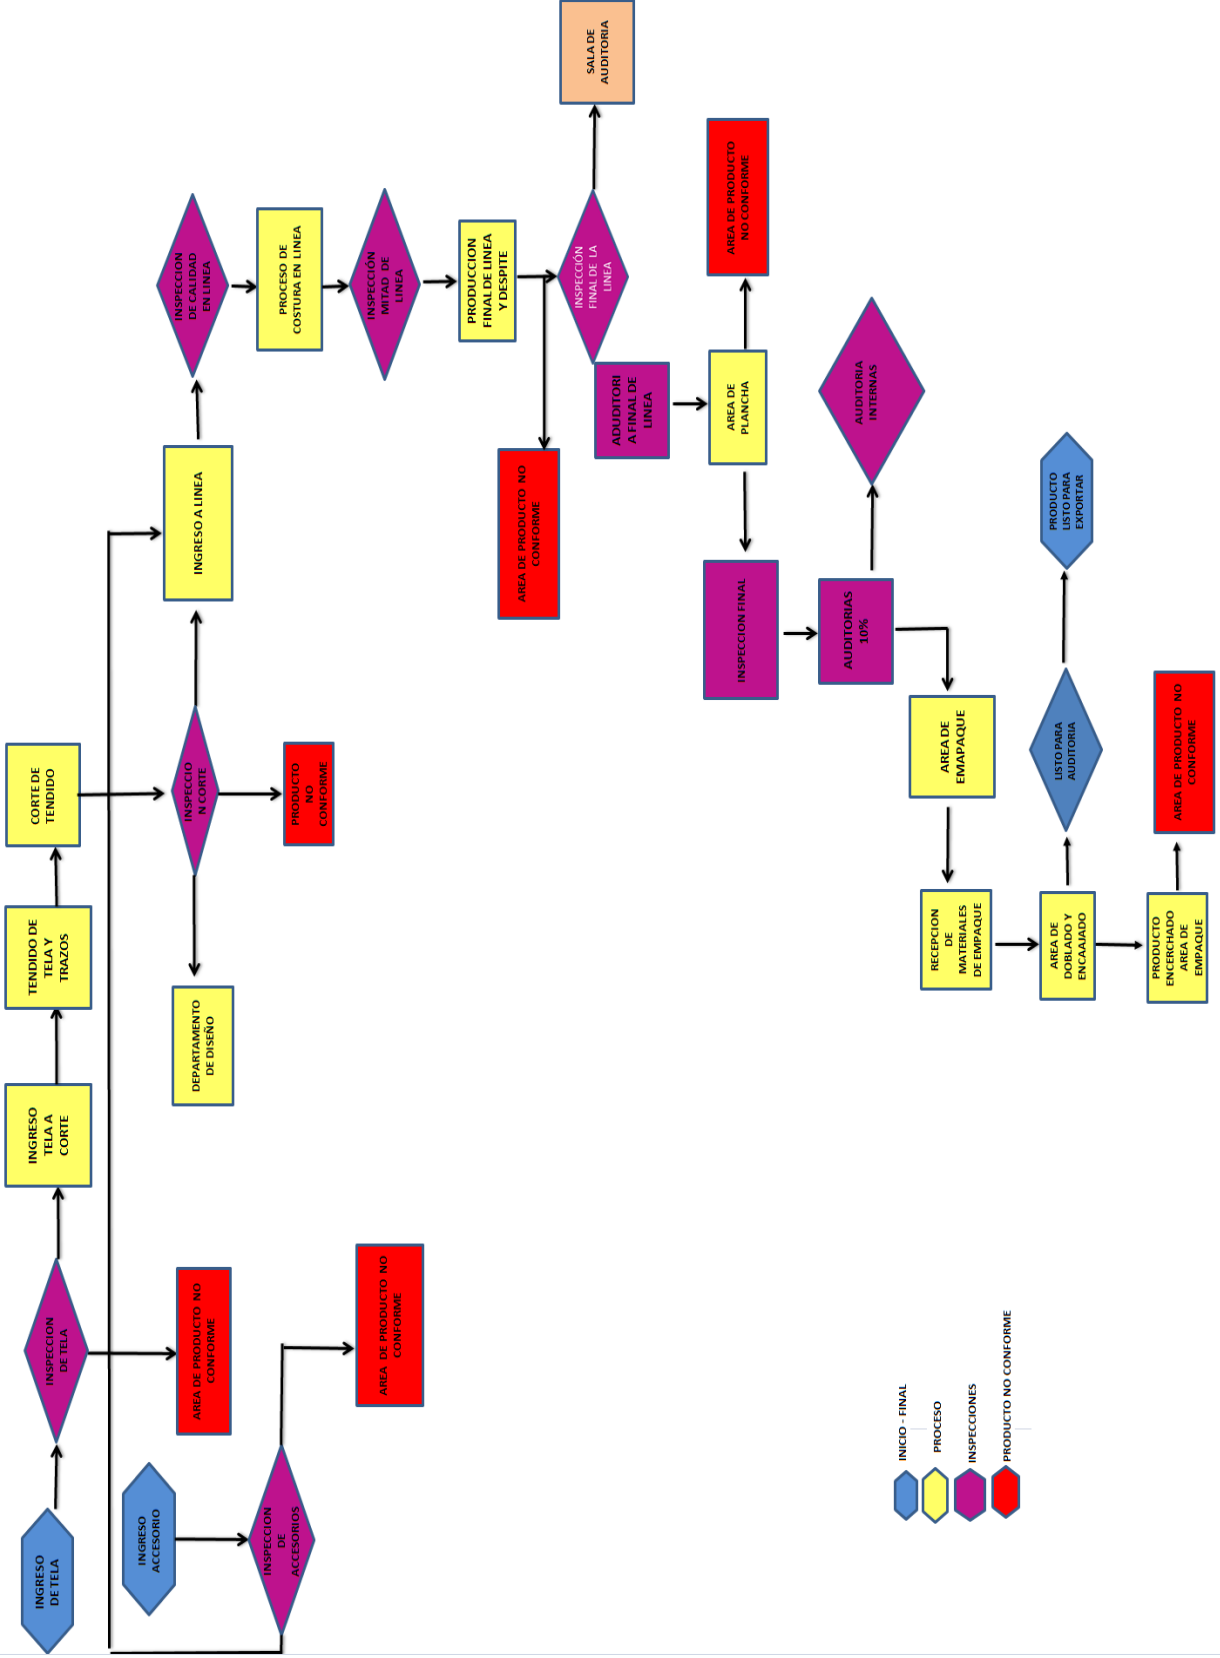 INGRESO
DE TELA
INSPECCION
DE TELA
INGRESO
TELA A
CORTE
TENDIDO DE
TELA Y
TRAZOS
CORTE DE
TENDIDO
INGRESO
ACCESORIO
AREA DE PRODUCTO NO
CONFORME
INSPECCION
DE
ACCESORIOS
AREA DE PRODUCTO NO
CONFORME
DEPARTAMENTO
DE DISEÑO
INSPECCIO
N CORTE
PRODUCTO
NO
CONFORME
INGRESO A LINEA
INSPECCION
DE CALIDAD
EN LINEA
PROCESO DE
COSTURA EN LINEA
INSPECCIÓN
MITAD DE
LINEA
PRODUCCION
FINAL DE LINEA
Y DESPITE
AREA DE PRODUCTO NO
CONFORME
INSPECCIÓN
FINAL DE LA
LINEA
SALA DE
AUDITORIA
ADUDITORI
A FINAL DE
LINEA
AREA DE
PLANCHA
AREA DE PRODUCTO
NO CONFORME
INSPECCION FINAL
AUDITORIAS
10%
AUDITORIA
INTERNAS
AREA DE
EMAPAQUE
RECEPCION
DE
MATERIALES
DE EMPAQUE
AREA DE
DOBLADO Y
ENCAAJADO
LISTO PARA
AUDITORIA
PRODUCTO
LISTO PARA
EXPORTAR
PRODUCTO
ENCERCHADO
AREA DE
EMPAQUE
AREA DE PRODUCTO NO
CONFORME
INICIO - FINAL
PROCESO
INSPECCIONES
PRODUCTO NO CONFORME